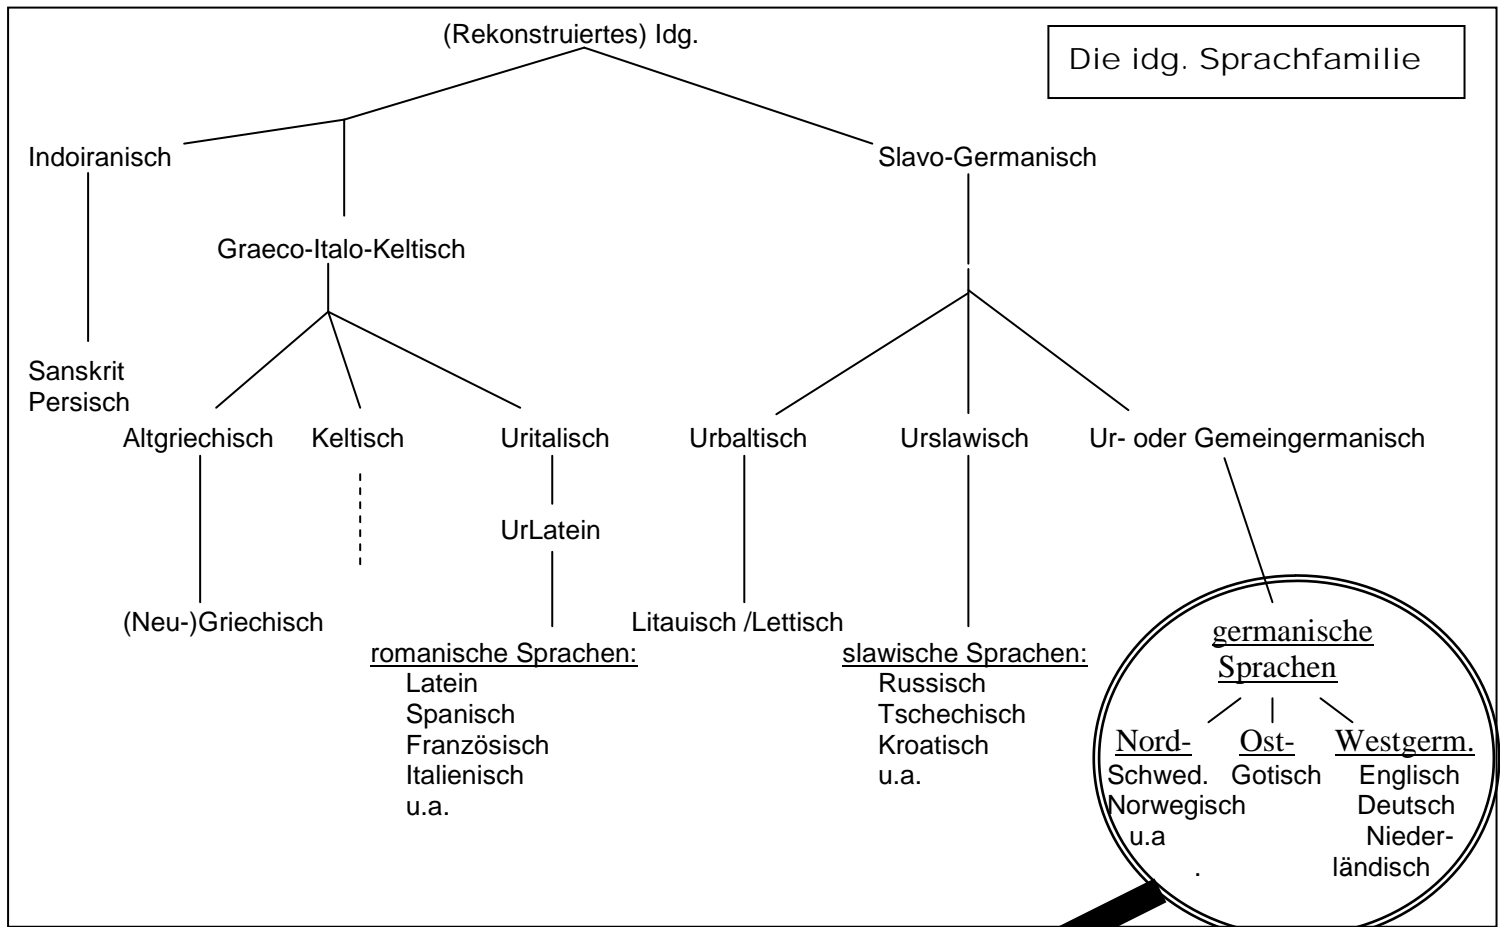 (Rekonstruiertes) Idg.
Die idg. Sprachfamilie
Indoiranisch
Slavo-Germanisch
Graeco-Italo-Keltisch
Sanskrit
Persisch
Altgriechisch
Keltisch
Uritalisch
Urbaltisch
Urslawisch
Ur- oder Gemeingermanisch
UrLatein
(Neu-)Griechisch
romanische Sprachen:
Latein
Spanisch
Französisch
Italienisch
u.a.
Litauisch /Lettisch
slawische Sprachen:
Russisch
Tschechisch
Kroatisch
u.a.
germanische
Sprachen
Nord-
Schwed.
Norwegisch
u.a
.
Ost-
Gotisch
Westgerm.
Englisch
Deutsch
Nieder-
ländisch